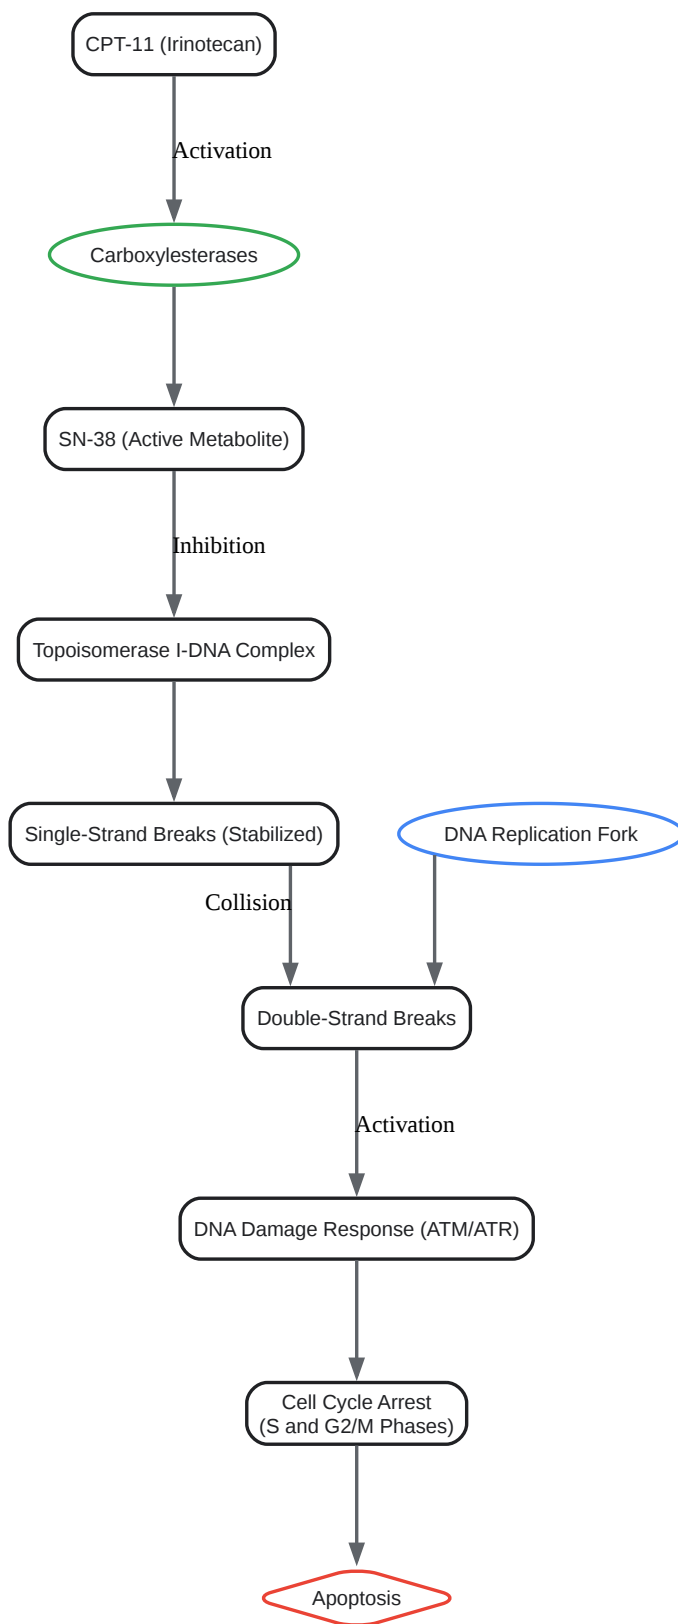 CPT-11 (Irinotecan)
Activation
Carboxylesterases
SN-38 (Active Metabolite)
Inhibition
Topoisomerase I-DNA Complex
Single-Strand Breaks (Stabilized)
DNA Replication Fork
Collision
Double-Strand Breaks
Activation
DNA Damage Response (ATM/ATR)
Cell Cycle Arrest
(S and G2/M Phases)
Apoptosis